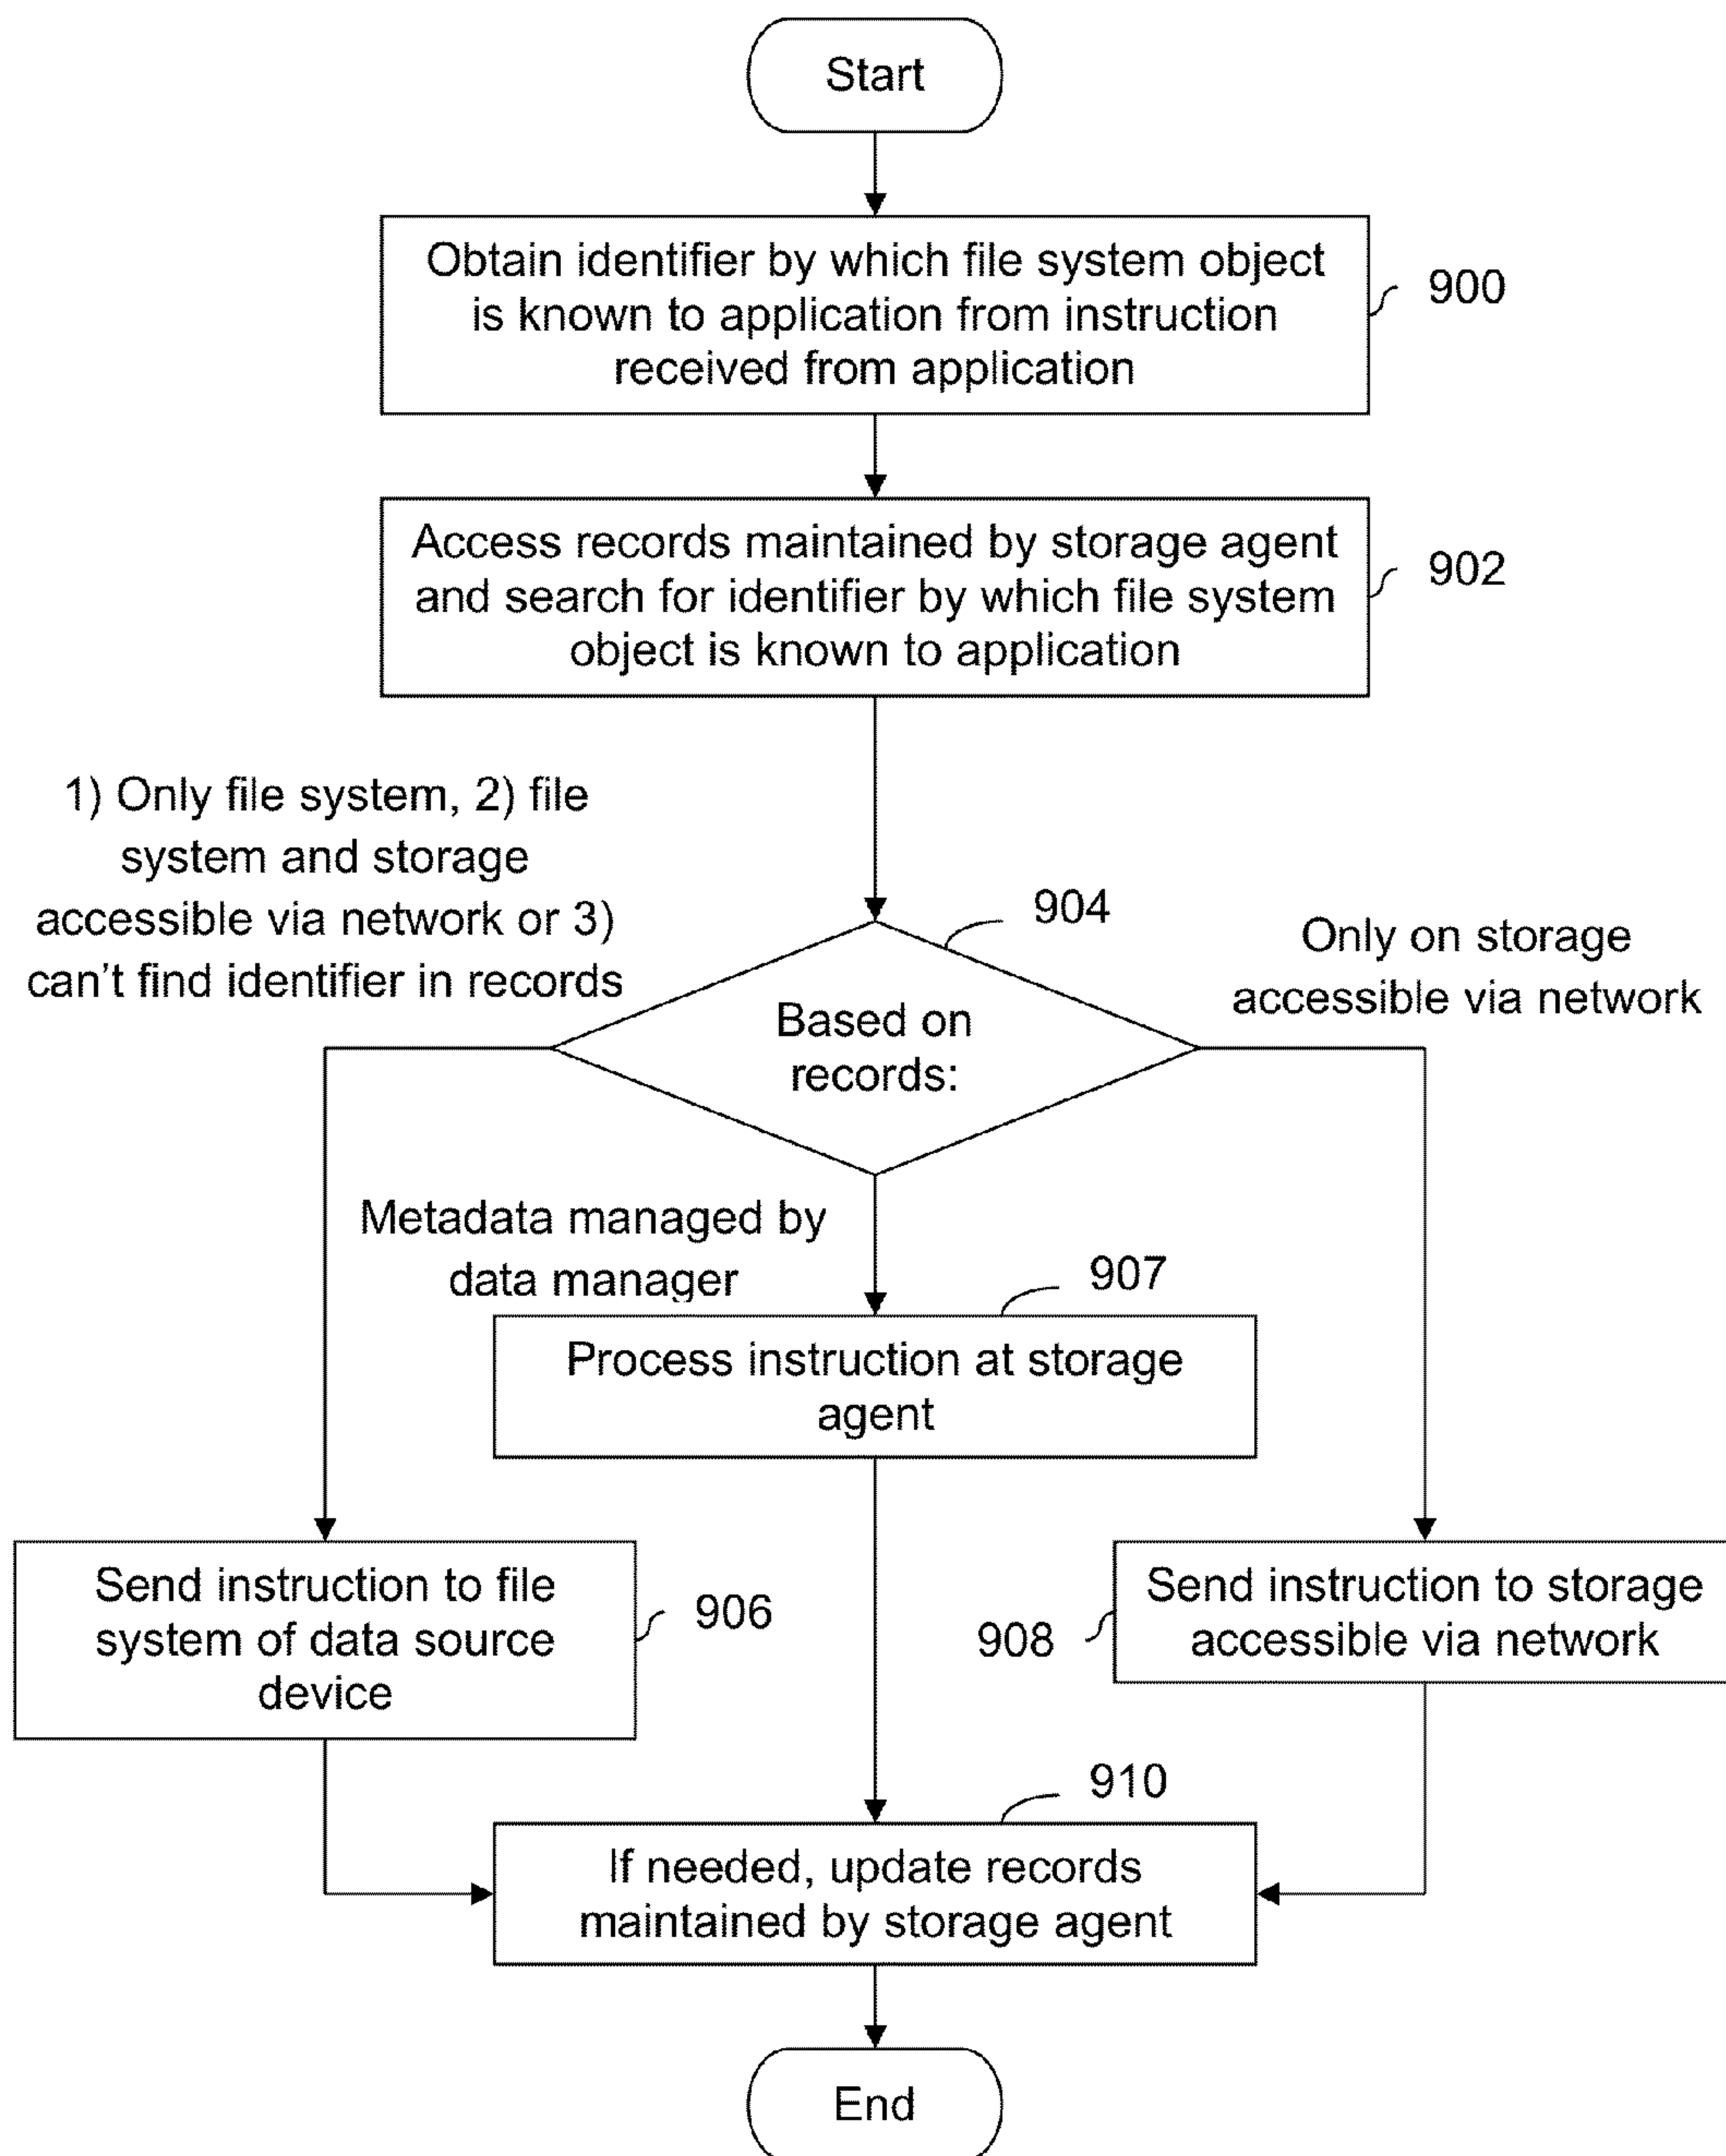 Start
Obtain identifier by which file system object
is known to application from instruction
received from application
900
Access records maintained by storage agent
and search for identifier by which file system
object is known to application
902
1) Only file system, 2) file
system and storage
accessible via network or 3)
can't find identifier in records
904
Only on storage
accessible via network
Based on
records:
Metadata managed by
data manager
907
Process instruction at storage
agent
Send instruction to file
system of data source
device
906
908
Send instruction to storage
accessible via network
910
If needed, update records
maintained by storage agent
End